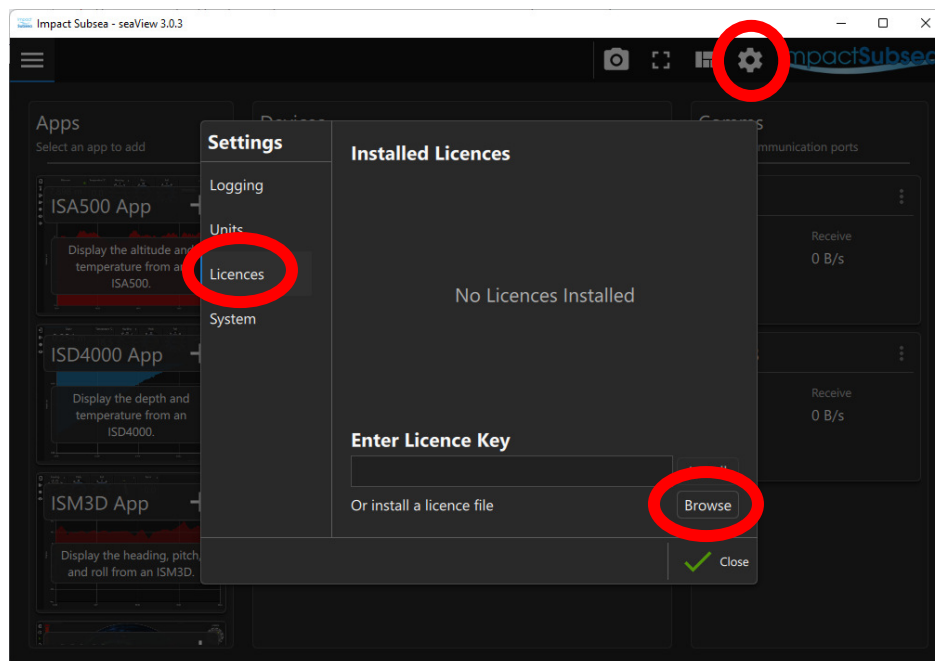 Impact Subsea - seaView 3.0.3
ImpactSubsea
Apps
Select an app to add
ISA500 App
Display the altitude and
temperature from an
ISA500.
ISD4000 App
Display the depth and
temperature from an
ISD4000.
ISM3D App
Display the heading, pitch,
and roll from an ISM3D.
Devices
Settings
Logging
Units
Licences
System
Installed Licences
No Licences Installed
Enter Licence Key
Or install a licence file
Browse
Close
Comms
communication ports
Receive
0 B/s
Receive
0 B/s